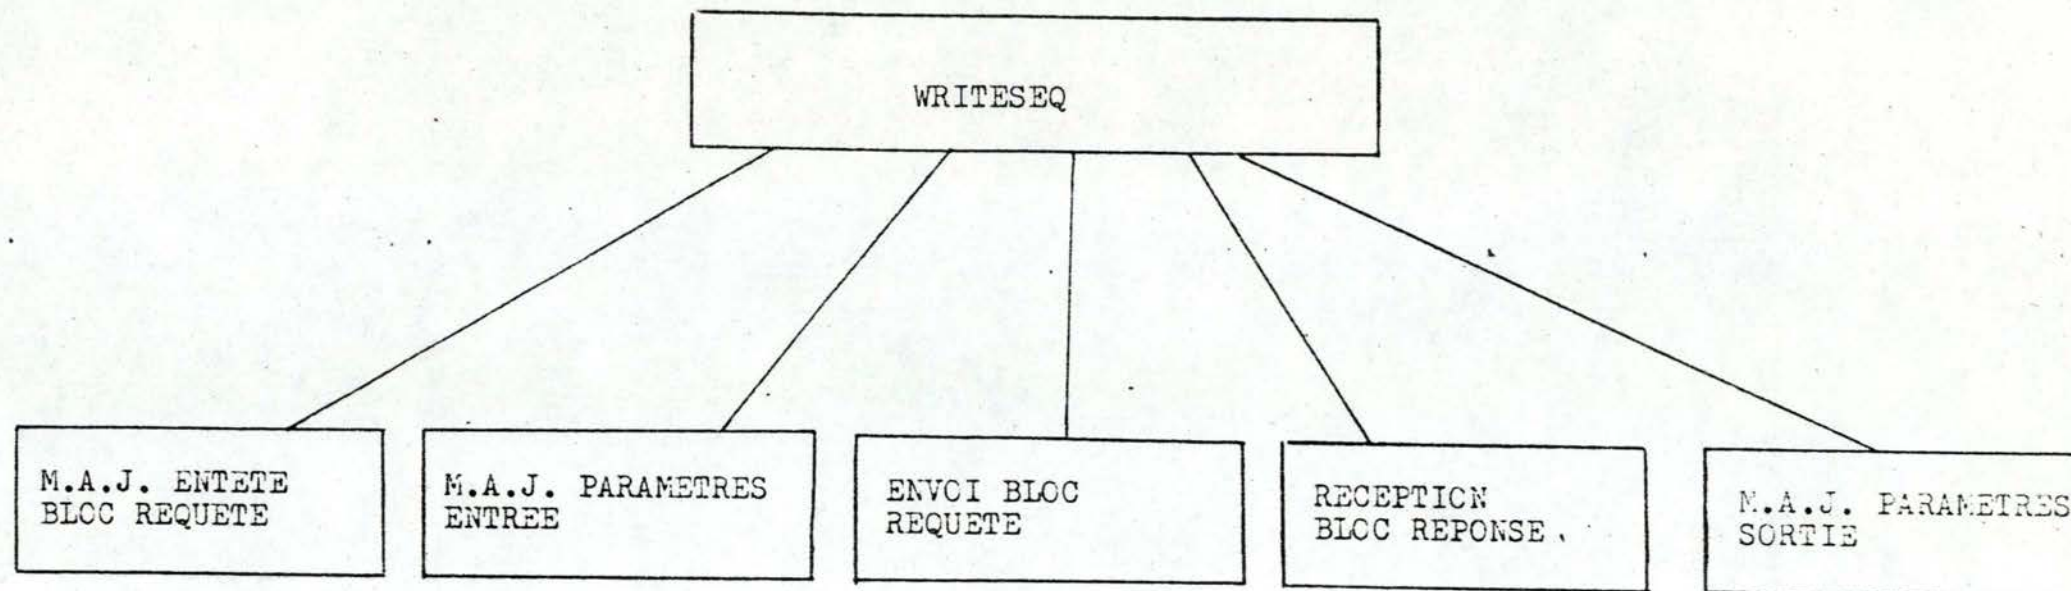 WRITESEQ
M.A.J. ENTETE
BLOC REQUETE
M.A.J. PARAMETRES
ENTREE
ENVOI BLOC
REQUETE
RECEPTION
BLOC REPONSE.
M.A.J. PARAMETRES
SORTIE